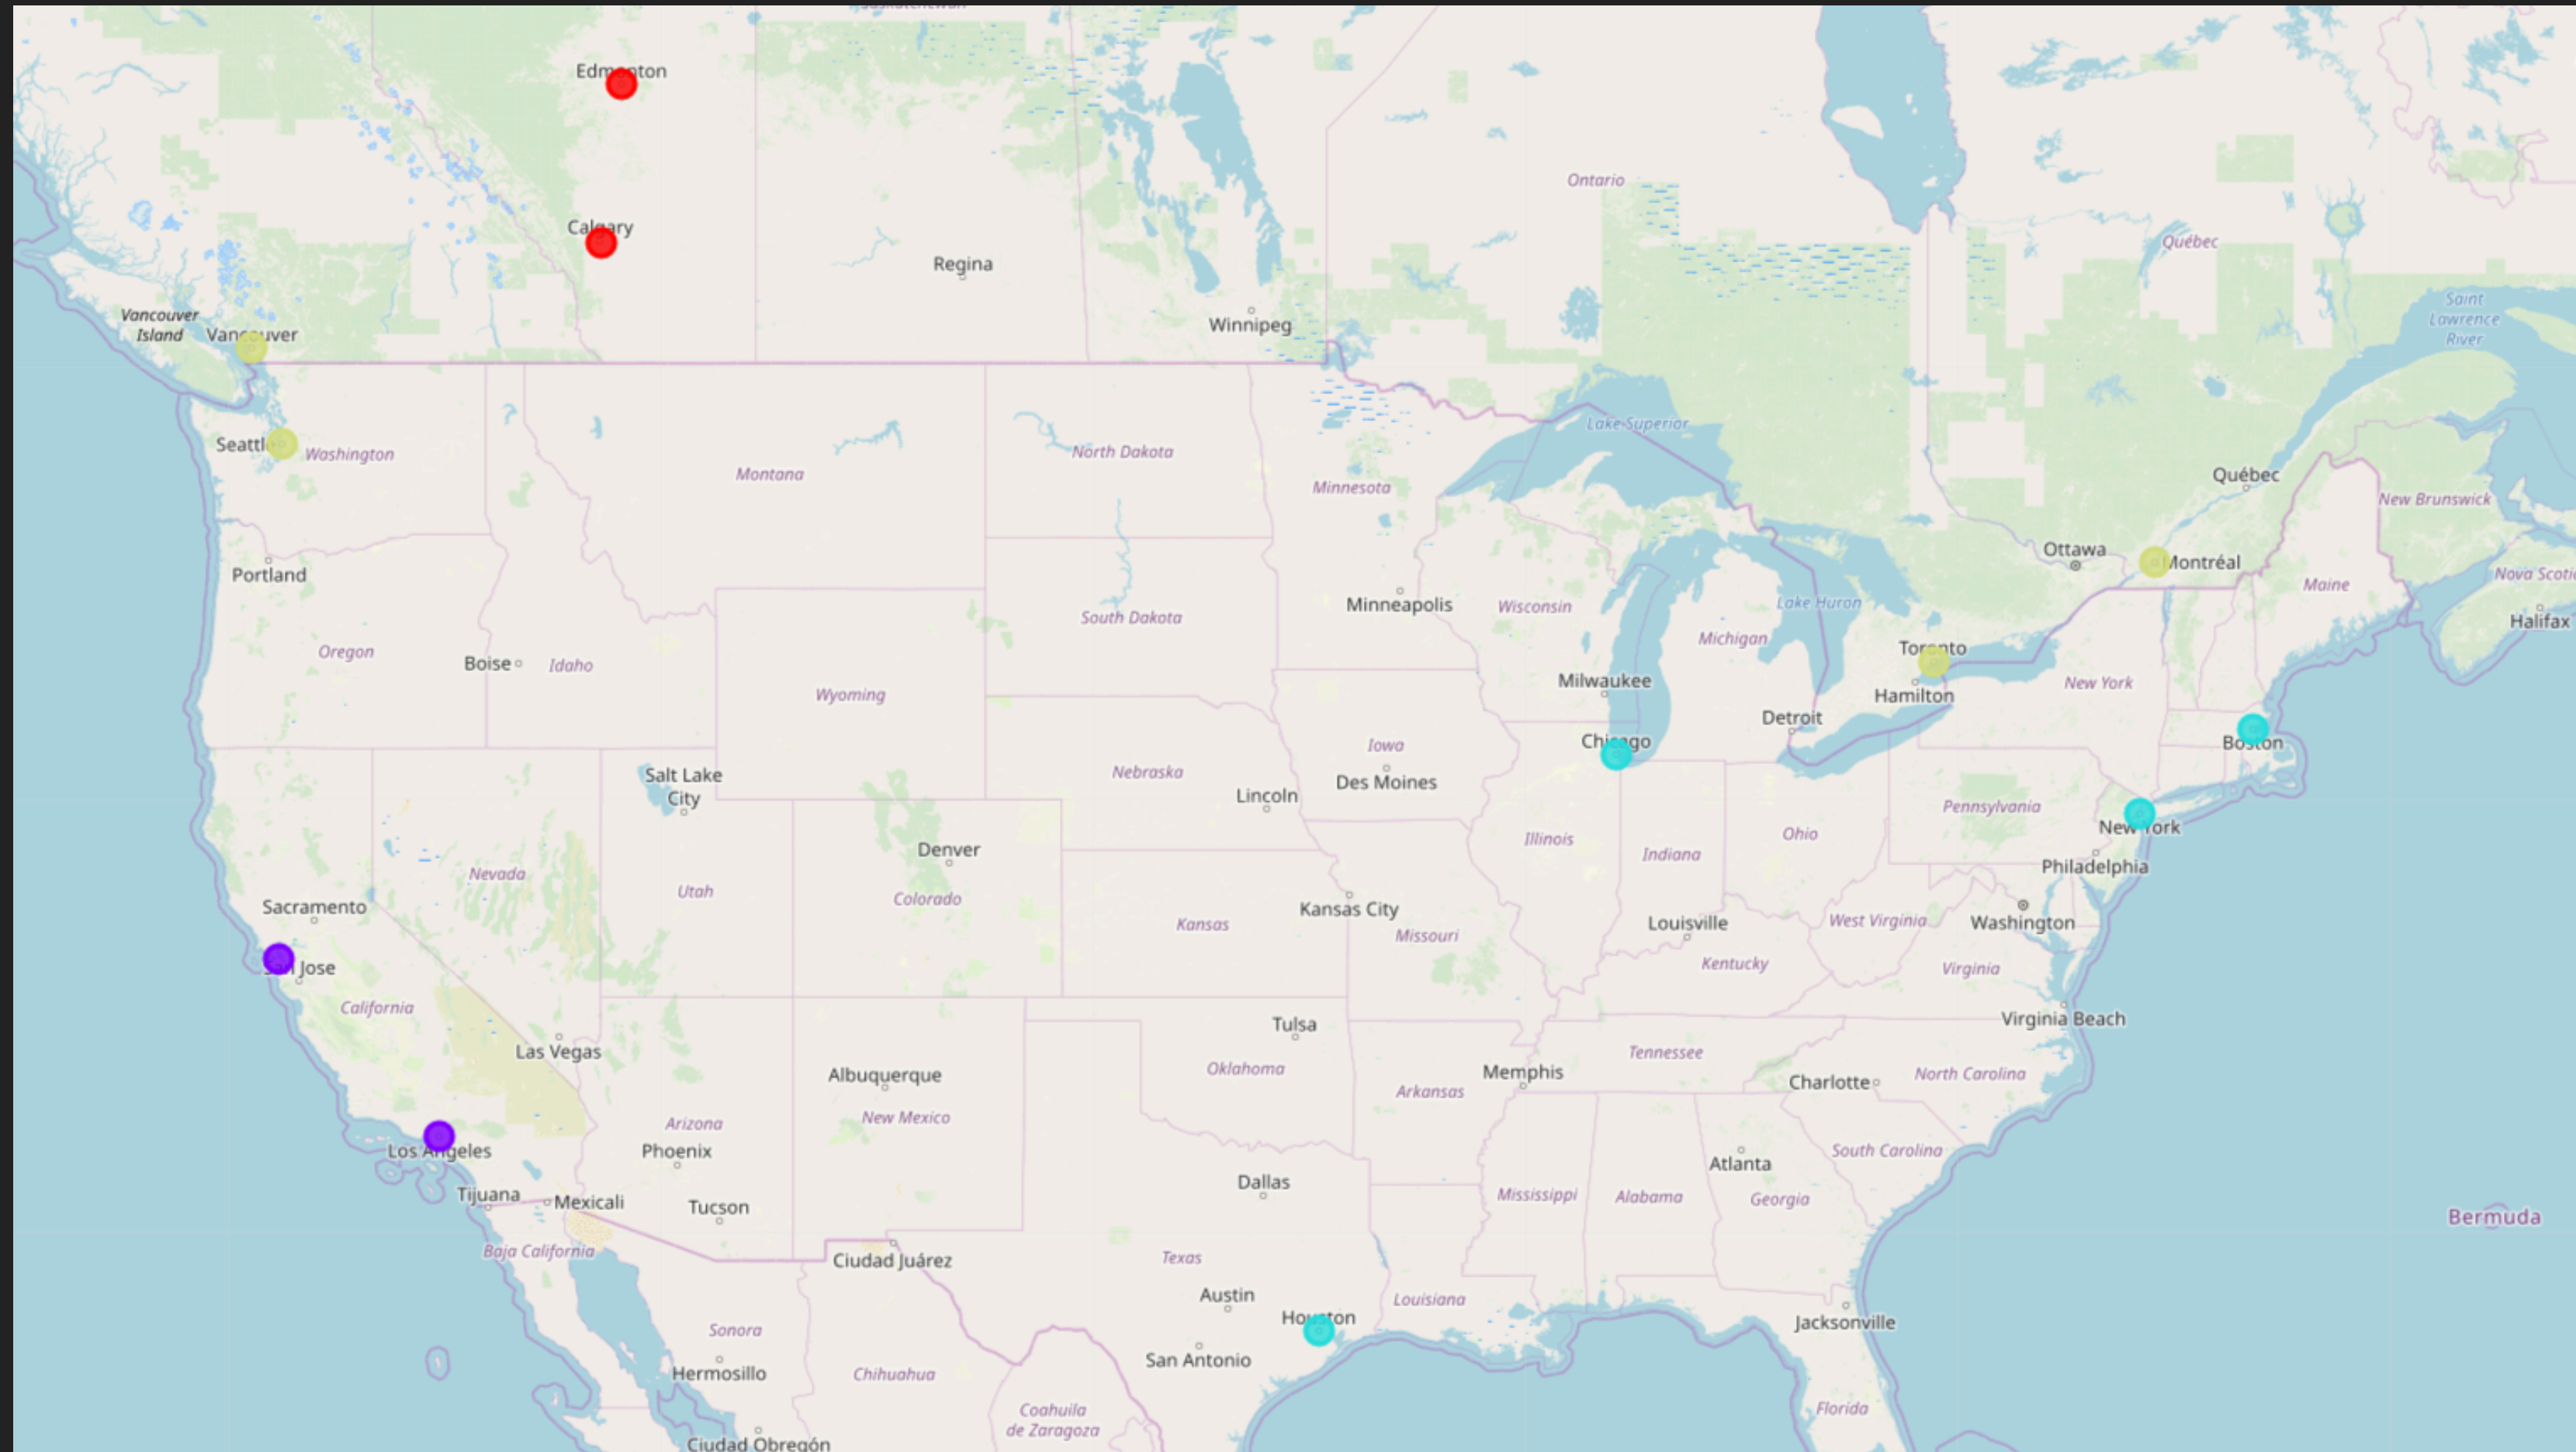 Saskatchewan
Edmonton
Calgary
Regina
Winnipeg
Ontario
Québec
Vancouver
Island
Vancouver
Saint
Lawrence
River
Seattle
Washington
Montana
North Dakota
Minnesota
Lake Superior
Québec
New Brunswick
Ottawa
Montréal
Nova Scoti
Maine
Halifax
Portland
Oregon
Boise
Idaho
Wyoming
South Dakota
Minneapolis
Wisconsin
Lake Huron
Michigan
Toronto
Hamilton
New York
Milwaukee
Detroit
Chicago
Boston
Salt Lake
City
Nebraska
Iowa
Des Moines
Lincoln
Pennsylvania
New York
Philadelphia
Illinois
Indiana
Ohio
Denver
Colorado
Nevada
Utah
Kansas
Kansas City
Missouri
Louisville
Kentucky
West Virginia
Washington
Virginia
Sacramento
San Jose
California
Las Vegas
Virginia Beach
Tulsa
Oklahoma
Tennessee
Memphis
Arkansas
Charlotte
North Carolina
Albuquerque
New Mexico
Arizona
Phoenix
Los Angeles
Tijuana
Mexicali
Tucson
Dallas
Mississippi
Alabama
Atlanta
Georgia
South Carolina
Bermuda
Baja California
Ciudad Juárez
Texas
Austin
Houston
Louisiana
Jacksonville
San Antonio
Sonora
Hermosillo
Chihuahua
Coahuila
de Zaragoza
Florida
Ciudad Obregón